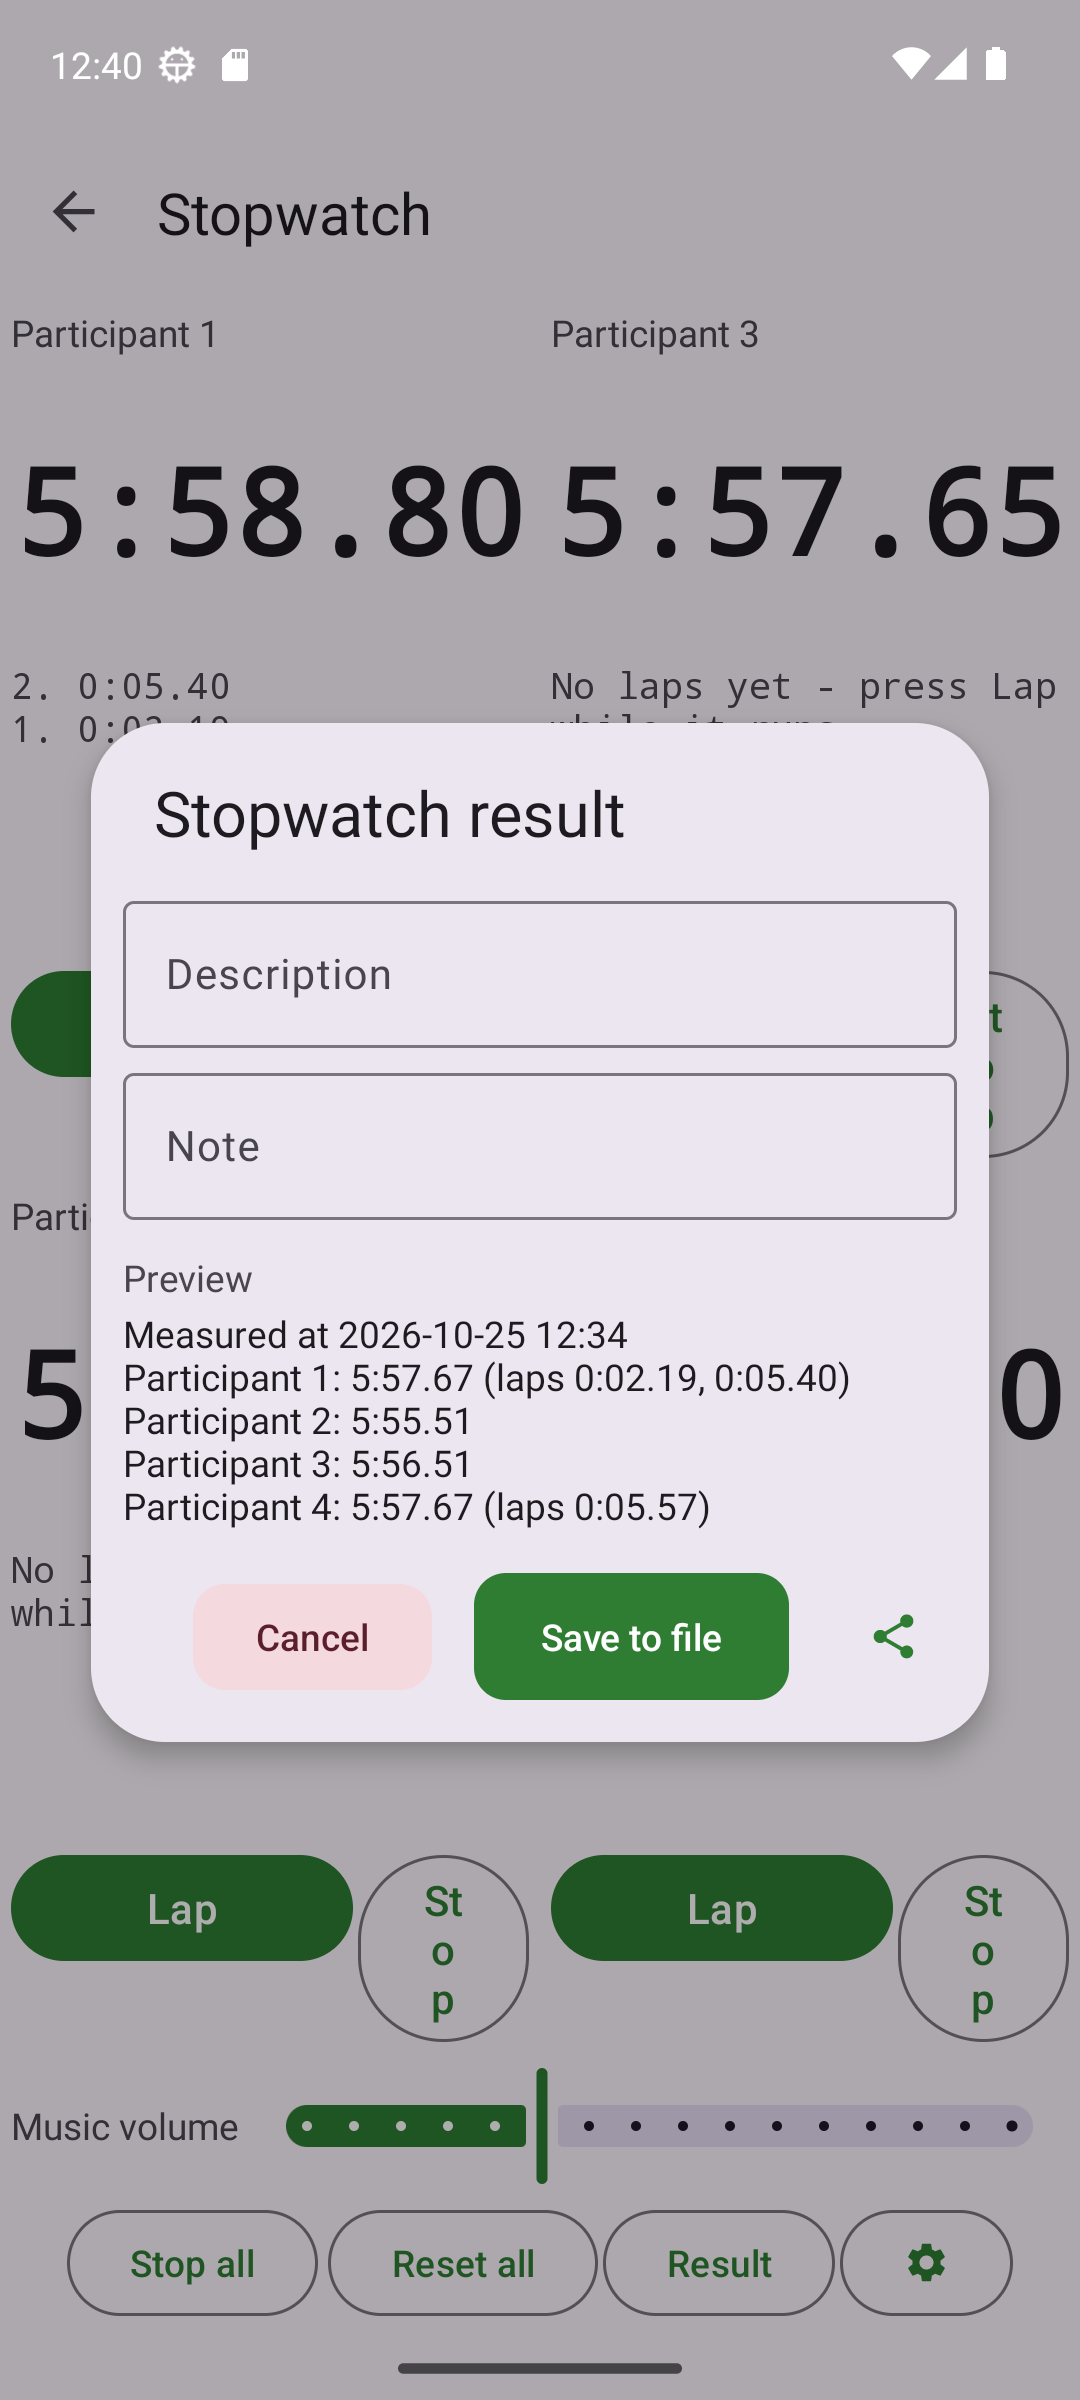 12:40
Stopwatch
Participant 1
Participant 3
5:58.80
5:57.65
2. 0:05.40
No laps yet - press Lap
Stopwatch result
Description
Note
Preview
Measured at 2026-10-25 12:34
Participant 1: 5:57.67 (laps 0:02.19, 0:05.40)
Participant 2: 5:55.51
Participant 3: 5:56.51
Participant 4: 5:57.67 (laps 0:05.57)
Cancel
Save to file
Lap
Stop
Lap
Stop
Music volume
Stop all
Reset all
Result